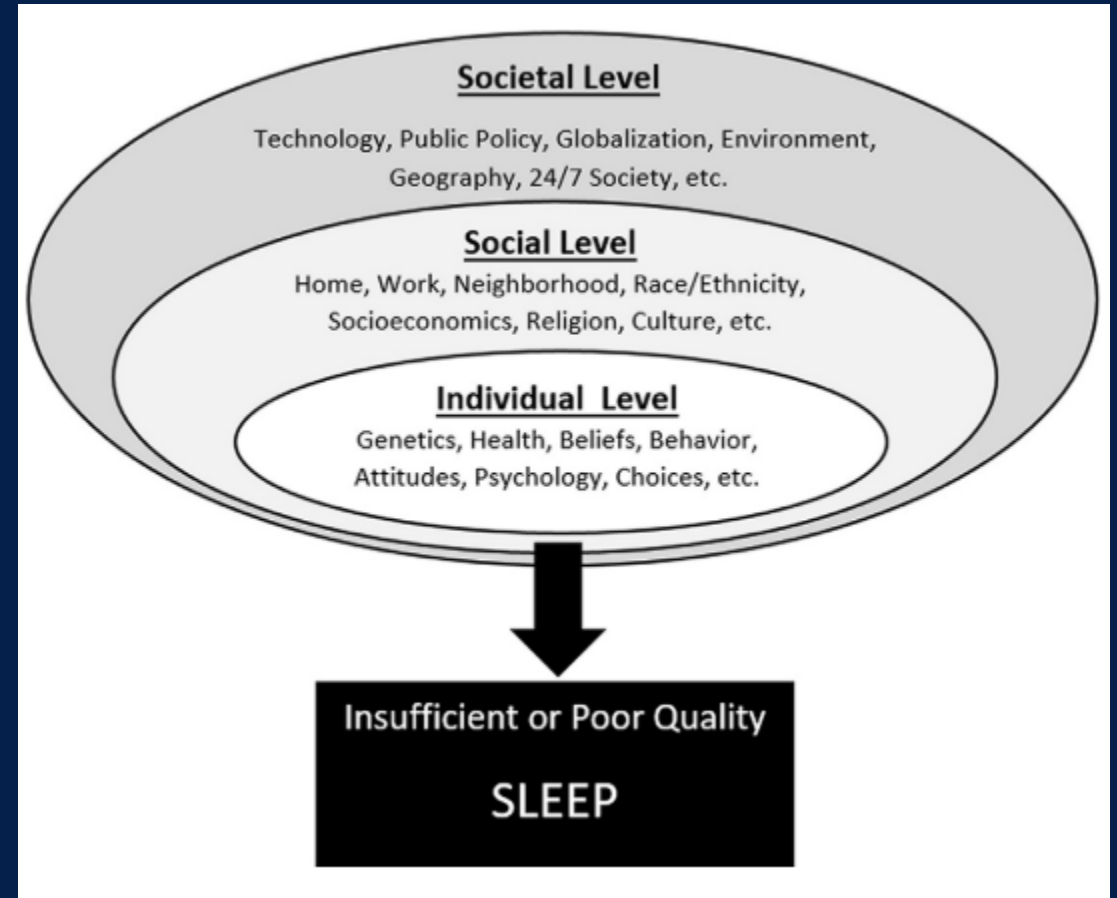 Societal Level
Technology, Public Policy, Globalization, Environment,
Geography, 24/7 Society, etc.
Social Level
Home, Work, Neighborhood, Race/Ethnicity,
Socioeconomics, Religion, Culture, etc.
Individual Level
Genetics, Health, Beliefs, Behavior,
Attitudes, Psychology, Choices, etc.
Insufficient or Poor Quality
SLEEP